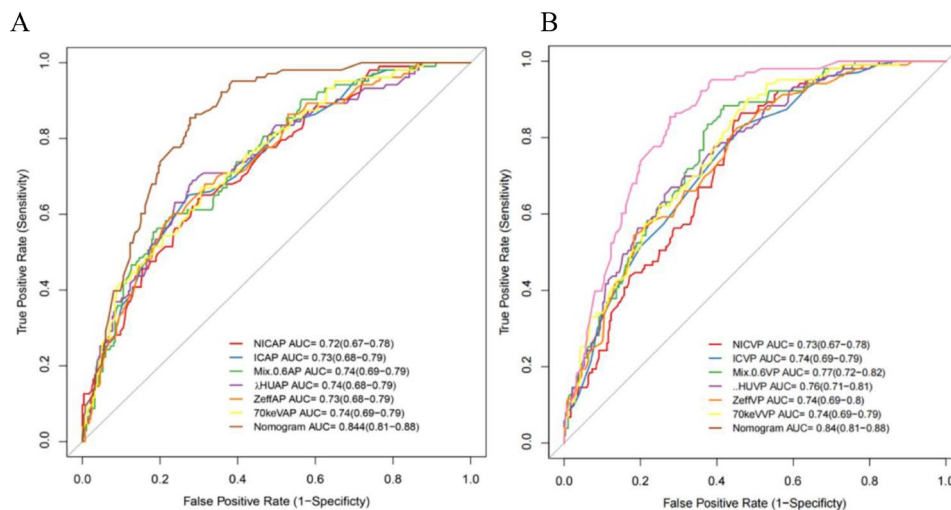 A
B
True Positive Rate (Sensitivity)
1.0
0.8
0.6
0.4
0.2
0.0
NICAP AUC= 0.72(0.67−0.78)
ICAP AUC= 0.73(0.68−0.79)
Mix.0.6AP AUC= 0.74(0.69−0.79)
λHUAP AUC= 0.74(0.68−0.79)
ZeffAP AUC= 0.73(0.68−0.79)
70keVAP AUC= 0.74(0.69−0.79)
Nomogram AUC= 0.844(0.81−0.88)
0.0 0.2 0.4 0.6 0.8 1.0
False Positive Rate (1−Specificty)
True Positive Rate (Sensitivity)
1.0
0.8
0.6
0.4
0.2
0.0
NICVP AUC= 0.73(0.67−0.78)
ICVP AUC= 0.74(0.69−0.79)
Mix.0.6VP AUC= 0.77(0.72−0.82)
..HUVP AUC= 0.76(0.71−0.81)
ZeffVP AUC= 0.74(0.69−0.8)
70keVVP AUC= 0.74(0.69−0.79)
Nomogram AUC= 0.84(0.81−0.88)
0.0 0.2 0.4 0.6 0.8 1.0
False Positive Rate (1−Specificty)